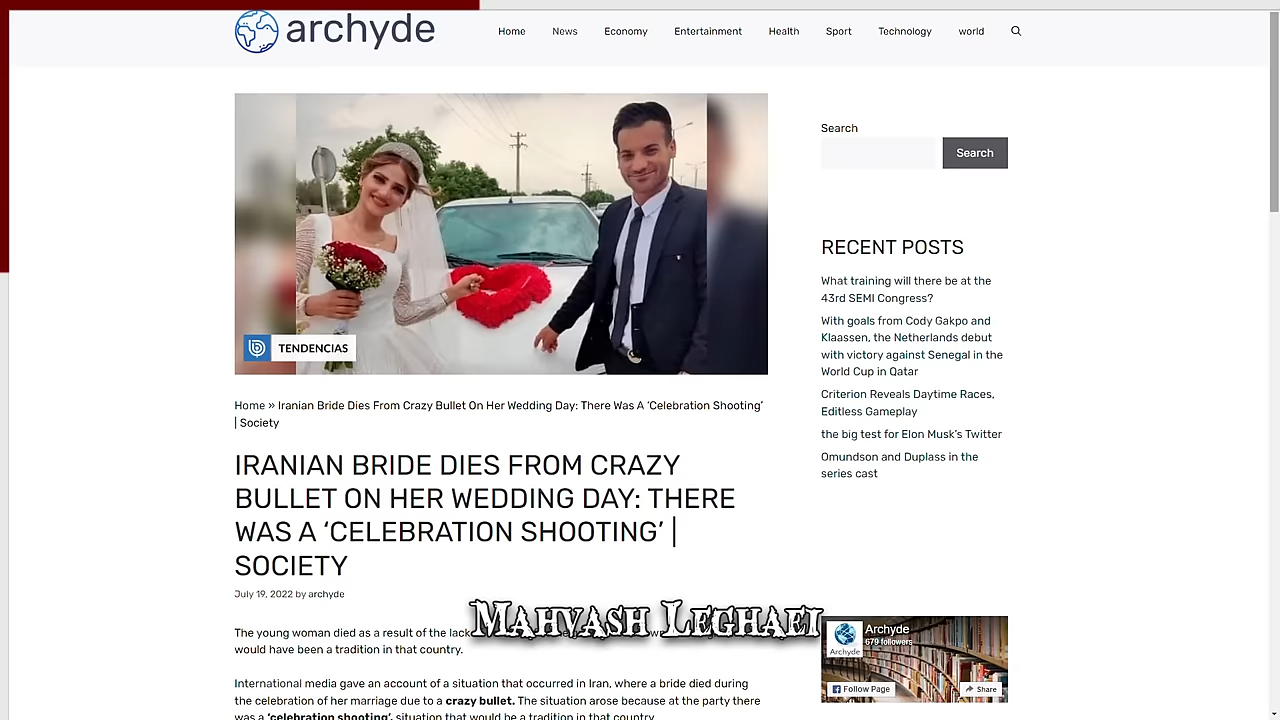 archyde
Home News Economy Entertainment Health Sport Technology world
TENDENCIAS
Home » Iranian Bride Dies From Crazy Bullet On Her Wedding Day: There Was A ‘Celebration Shooting’
| Society
IRANIAN BRIDE DIES FROM CRAZY
BULLET ON HER WEDDING DAY: THERE
WAS A ‘CELEBRATION SHOOTING’ |
SOCIETY
July 19, 2022 by archyde
Mahvash Leghaei
The young woman died as a result of the lack
would have been a tradition in that country.
International media gave an account of a situation that occurred in Iran, where a bride died during
the celebration of her marriage due to a crazy bullet. The situation arose because at the party there
was a ‘celebration shooting’, situation that would be a tradition in that country.
Search
Search
RECENT POSTS
What training will there be at the
43rd SEMI Congress?
With goals from Cody Gakpo and
Klaassen, the Netherlands debut
with victory against Senegal in the
World Cup in Qatar
Criterion Reveals Daytime Races,
Editless Gameplay
the big test for Elon Musk’s Twitter
Omundson and Duplass in the
series cast
Archyde
679 followers
Archyde
Follow Page
Share